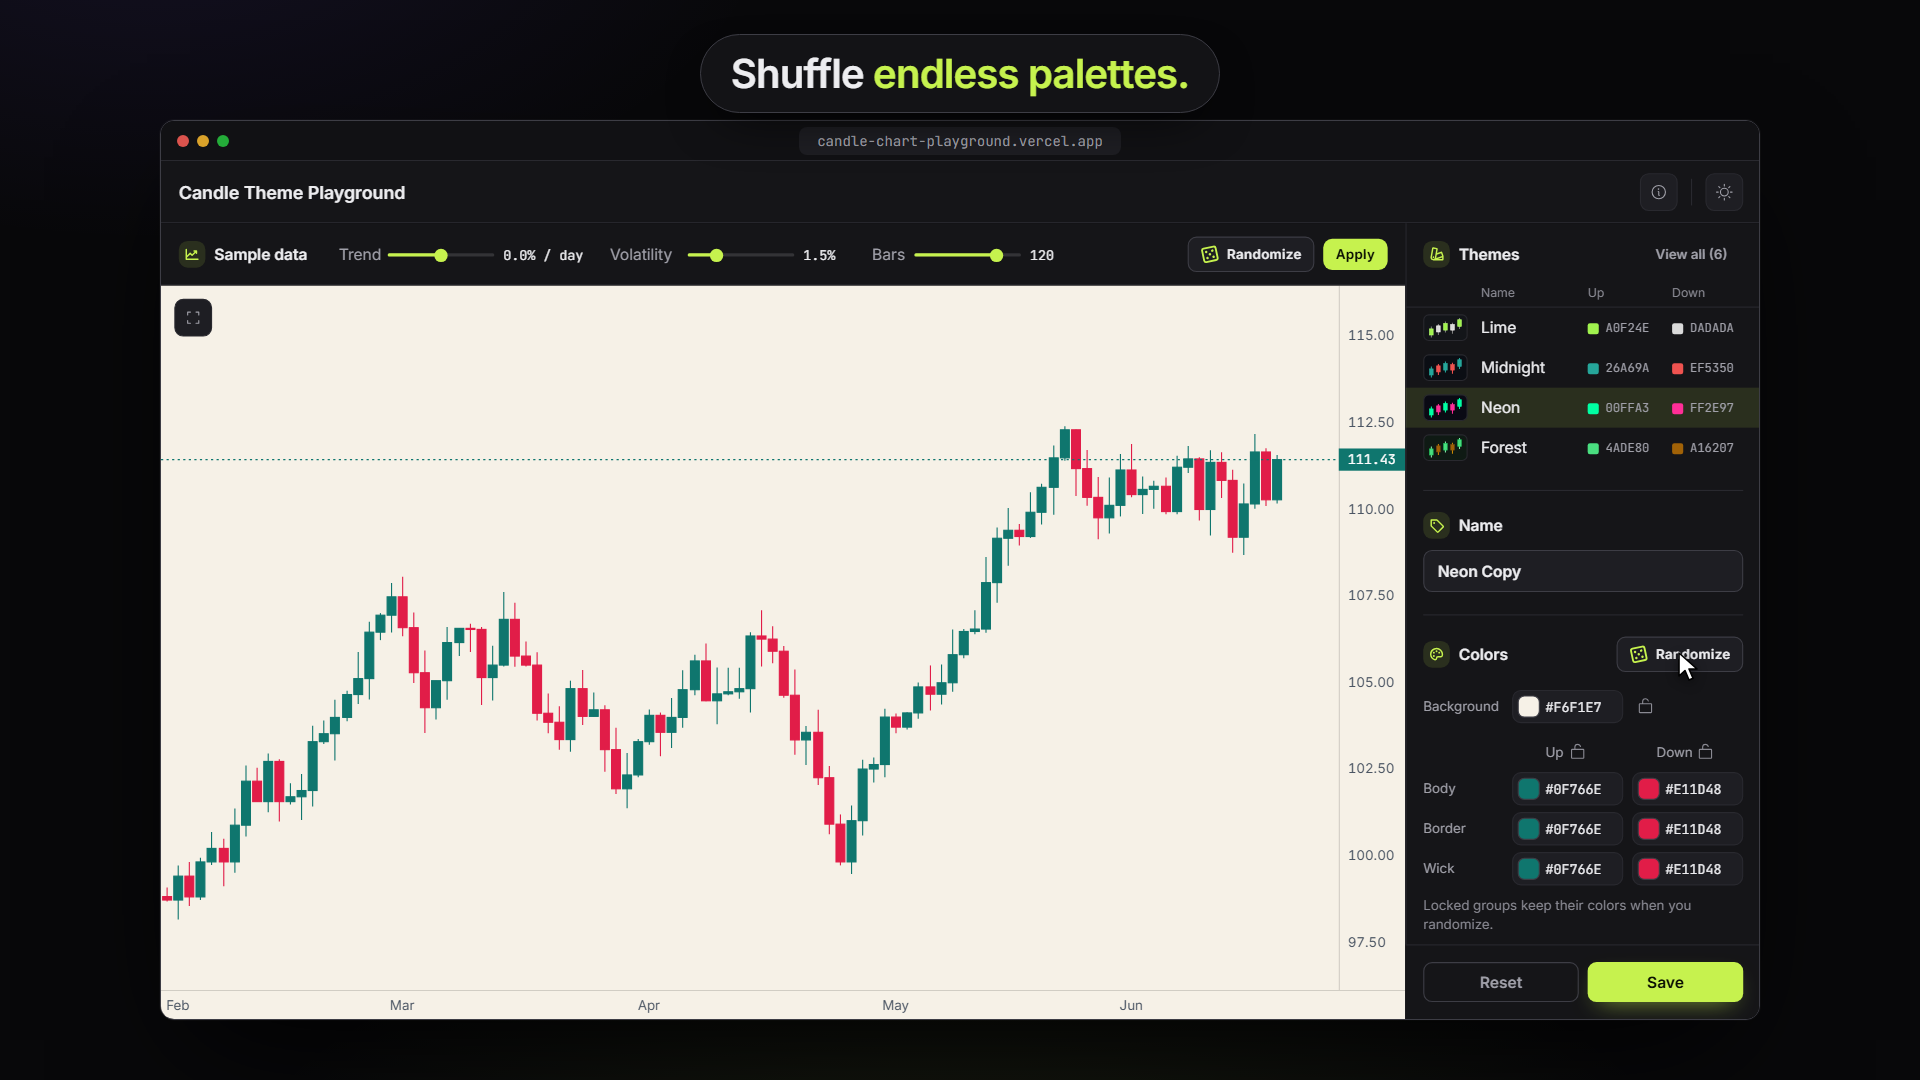 Shuffle endless palettes.
candle-chart-playground.vercel.app
Candle Theme Playground
Sample data Trend 0.0% / day Volatility 1.5% Bars 120 Randomize Apply
115.00
112.50
111.43
110.00
107.50
105.00
102.50
100.00
97.50
Feb Mar Apr May Jun
Themes View all (6)
Name Up Down
Lime A0F24E DADADA
Midnight 26A69A EF5350
Neon 00FFA3 FF2E97
Forest 4ADE80 A16207
Name
Neon Copy
Colors Randomize
Background #F6F1E7
Up Down
Body #0F766E #E11D48
Border #0F766E #E11D48
Wick #0F766E #E11D48
Locked groups keep their colors when you
randomize.
Reset Save